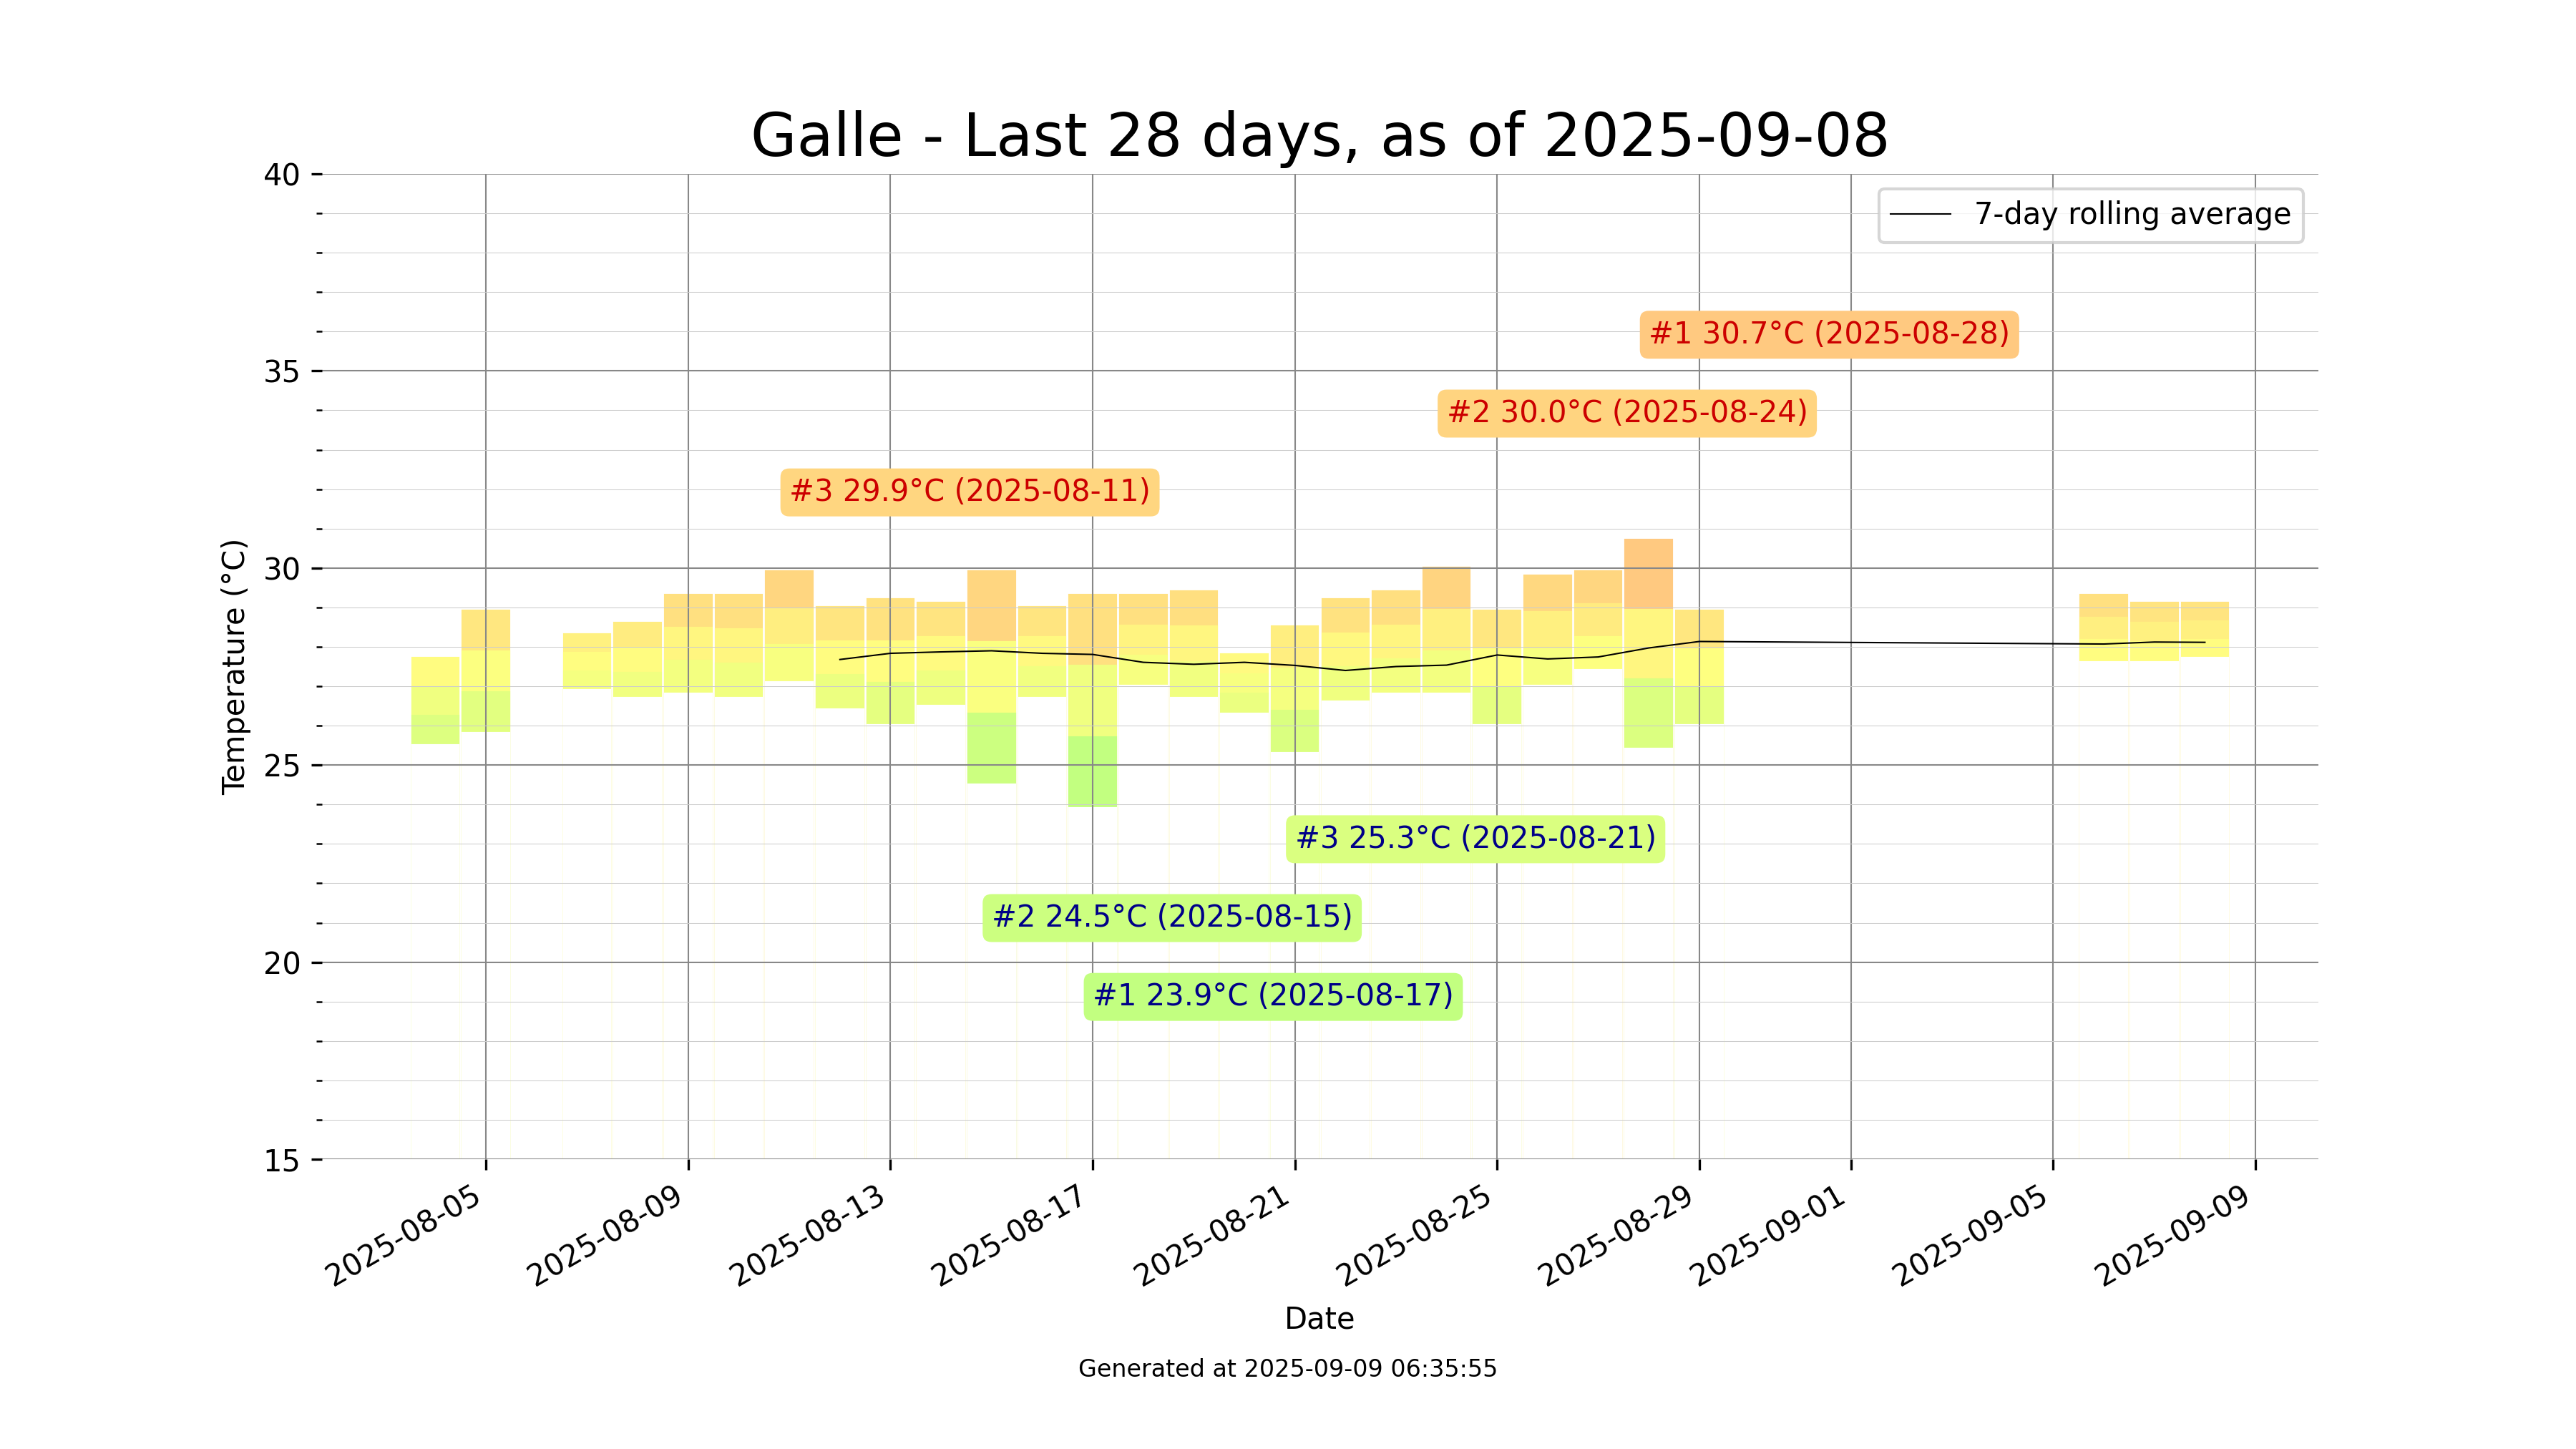 Galle - Last 28 days, as of 2025-09-08
40
35
30
25
20
15
Temperature (°C)
7-day rolling average
#1 30.7°C (2025-08-28)
#2 30.0°C (2025-08-24)
#3 29.9°C (2025-08-11)
#3 25.3°C (2025-08-21)
#2 24.5°C (2025-08-15)
#1 23.9°C (2025-08-17)
2025-08-05
2025-08-09
2025-08-13
2025-08-17
2025-08-21
2025-08-25
2025-08-29
2025-09-01
2025-09-05
2025-09-09
Date
Generated at 2025-09-09 06:35:55